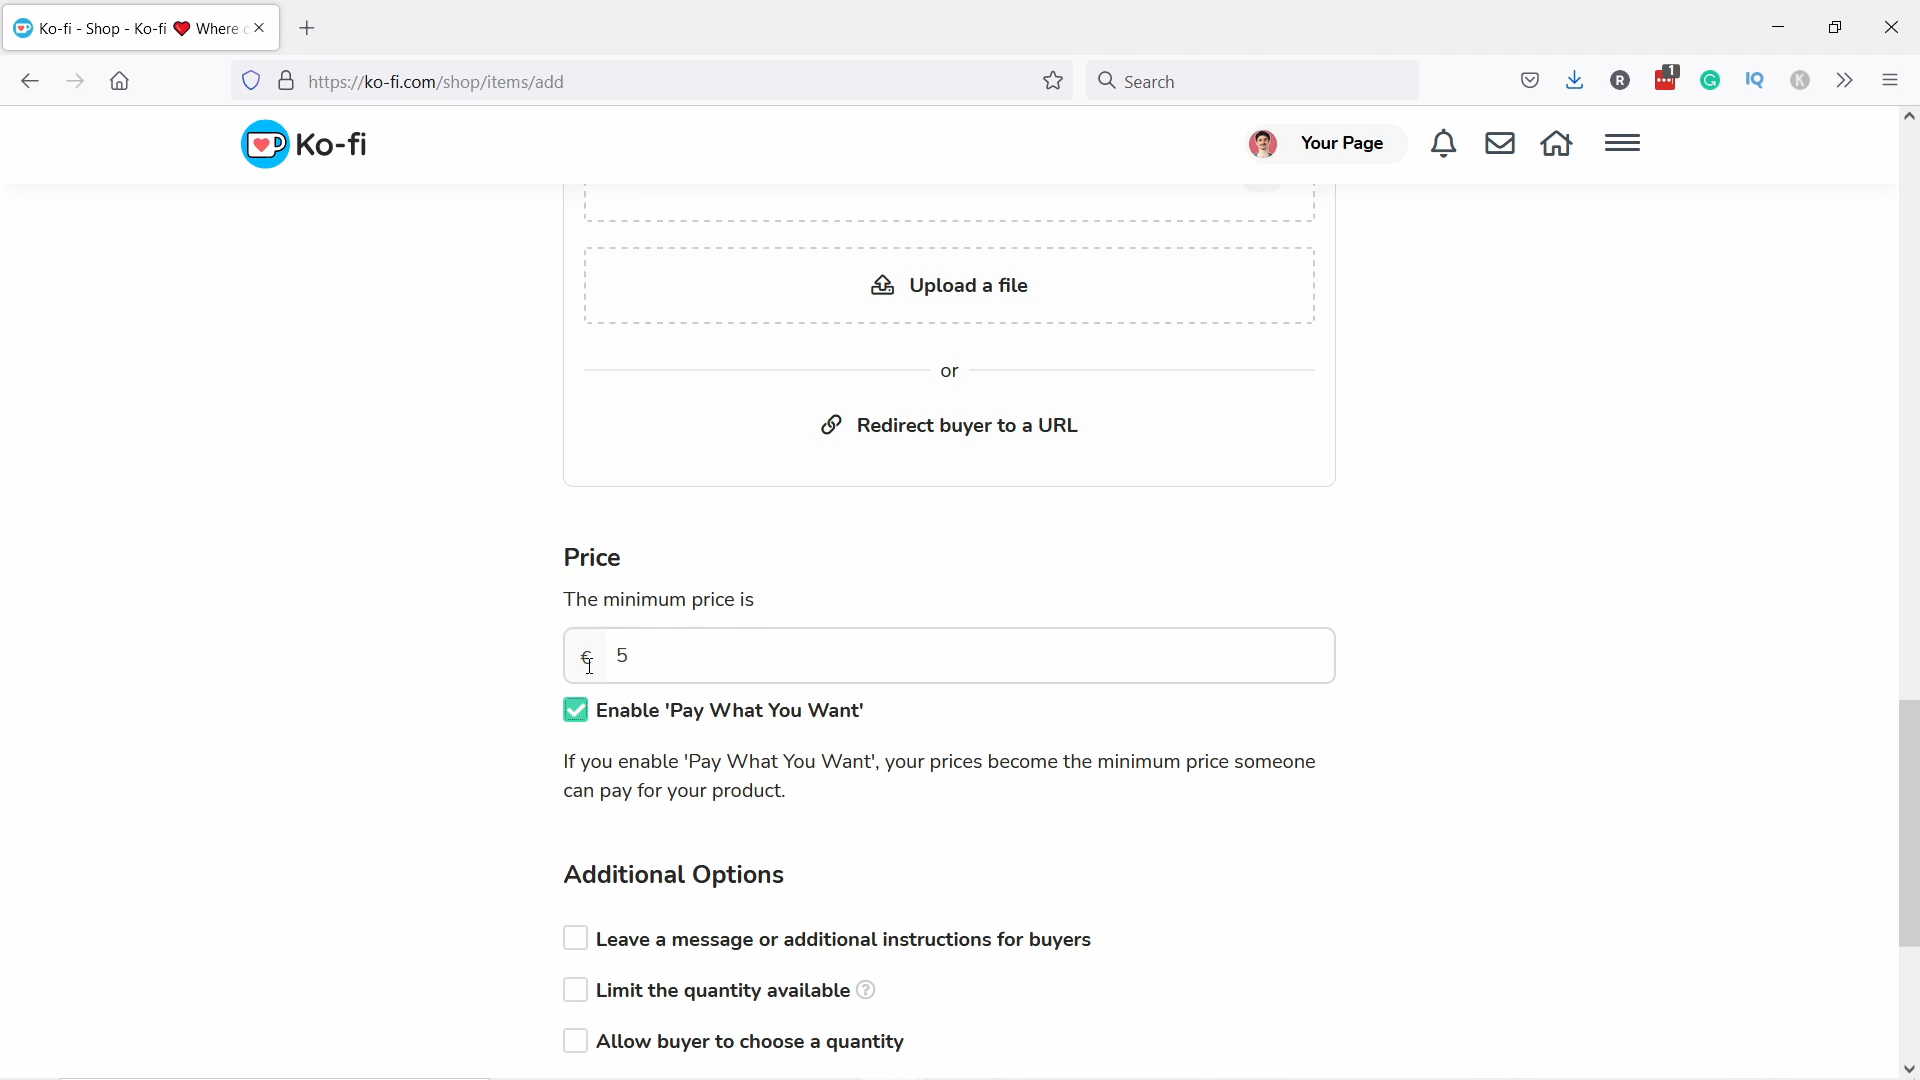 Ko-fi - Shop - Ko-fi ❤️ Where c
https://ko-fi.com/shop/items/add
Search
R
1
G
IQ
K
Ko-fi
Your Page
Upload a file
or
Redirect buyer to a URL
Price
The minimum price is
€ 5
Enable 'Pay What You Want'
If you enable 'Pay What You Want', your prices become the minimum price someone
can pay for your product.
Additional Options
Leave a message or additional instructions for buyers
Limit the quantity available ?
Allow buyer to choose a quantity